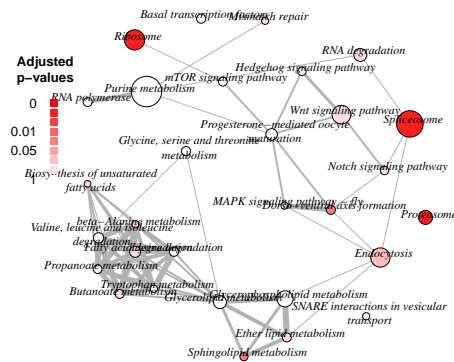 Basal transcription factors
Mismatch repair
Ribosome
RNA degradation
Hedgehog signaling pathway
Adjusted
p−values
mTOR signaling pathway
Purine metabolism
RNA polymerase
0
0.01
0.05
1
Wnt signaling pathway
Spliceosome
Progesterone−mediated oocyte
maturation
Glycine, serine and threonine
metabolism
Notch signaling pathway
Biosynthesis of unsaturated
fatty acids
MAPK signaling pathway − fly
Dorso−ventral axis formation
Proteasome
beta−Alanine metabolism
Valine, leucine and isoleucine
degradation
Fatty acid
degradation
Endocytosis
Propanoate metabolism
Tryptophan metabolism
Butanoate metabolism
Glycerophospholipid metabolism
Glycerolipid metabolism
SNARE interactions in vesicular
transport
Ether lipid metabolism
Sphingolipid metabolism